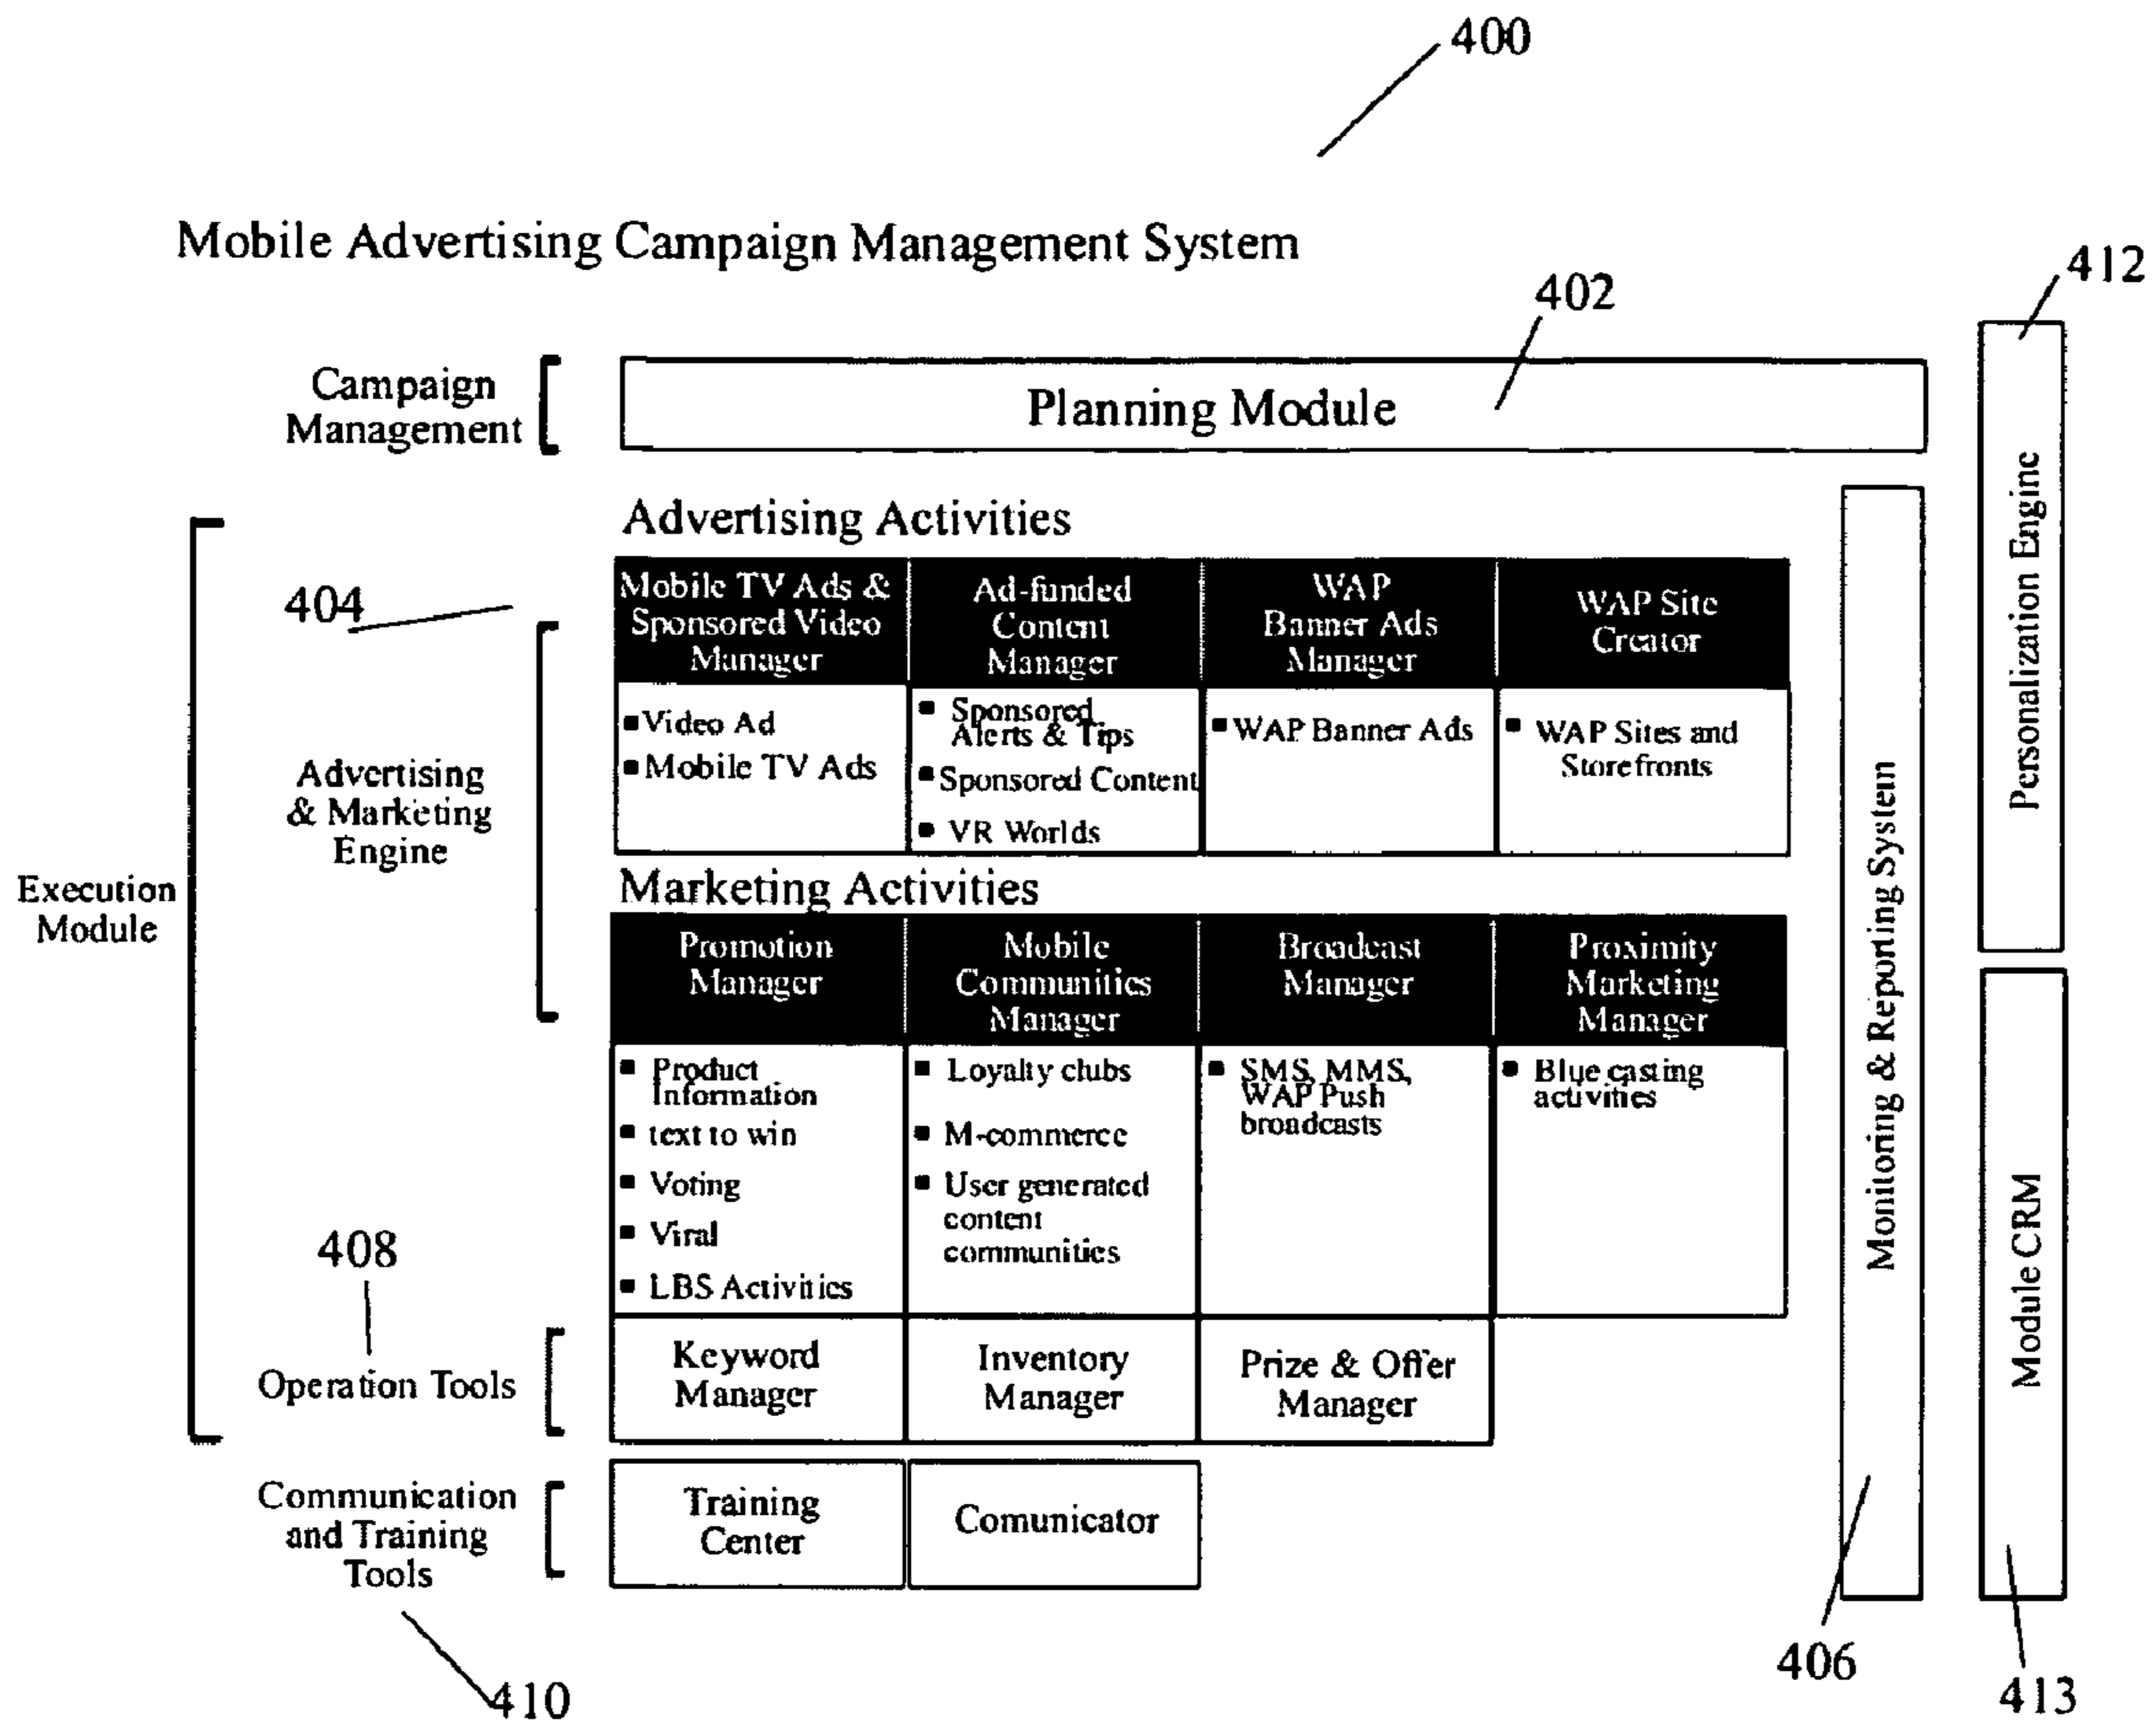 400
Mobile Advertising Campaign Management System
402
412
Campaign
Management
Planning Module
Personalization Engine
Advertising Activities
404
Mobile TV Ads &
Sponsored Video
Manager
Ad-funded
Content
Manager
WAP
Banner Ads
Manager
WAP Site
Creator
▪Video Ad
▪Mobile TV Ads
▪ Sponsored
Alerts & Tips
▪Sponsored Content
▪ VR Worlds
▪WAP Banner Ads
▪ WAP Sites and
Storefronts
Advertising
& Marketing
Engine
Execution
Module
Monitoring & Reporting System
Marketing Activities
Promotion
Manager
Mobile
Communities
Manager
Broadcast
Manager
Proximity
Marketing
Manager
▪ Product
Information
▪ text to win
▪ Voting
▪ Viral
▪ LBS Activities
▪ Loyalty clubs
▪ M-commerce
▪ User generated
content
communities
▪ SMS, MMS,
WAP Push
broadcasts
▪ Blue casting
activities
Module CRM
408
Operation Tools
Keyword
Manager
Inventory
Manager
Prize & Offer
Manager
Communication
and Training
Tools
Training
Center
Comunicator
410
406
413